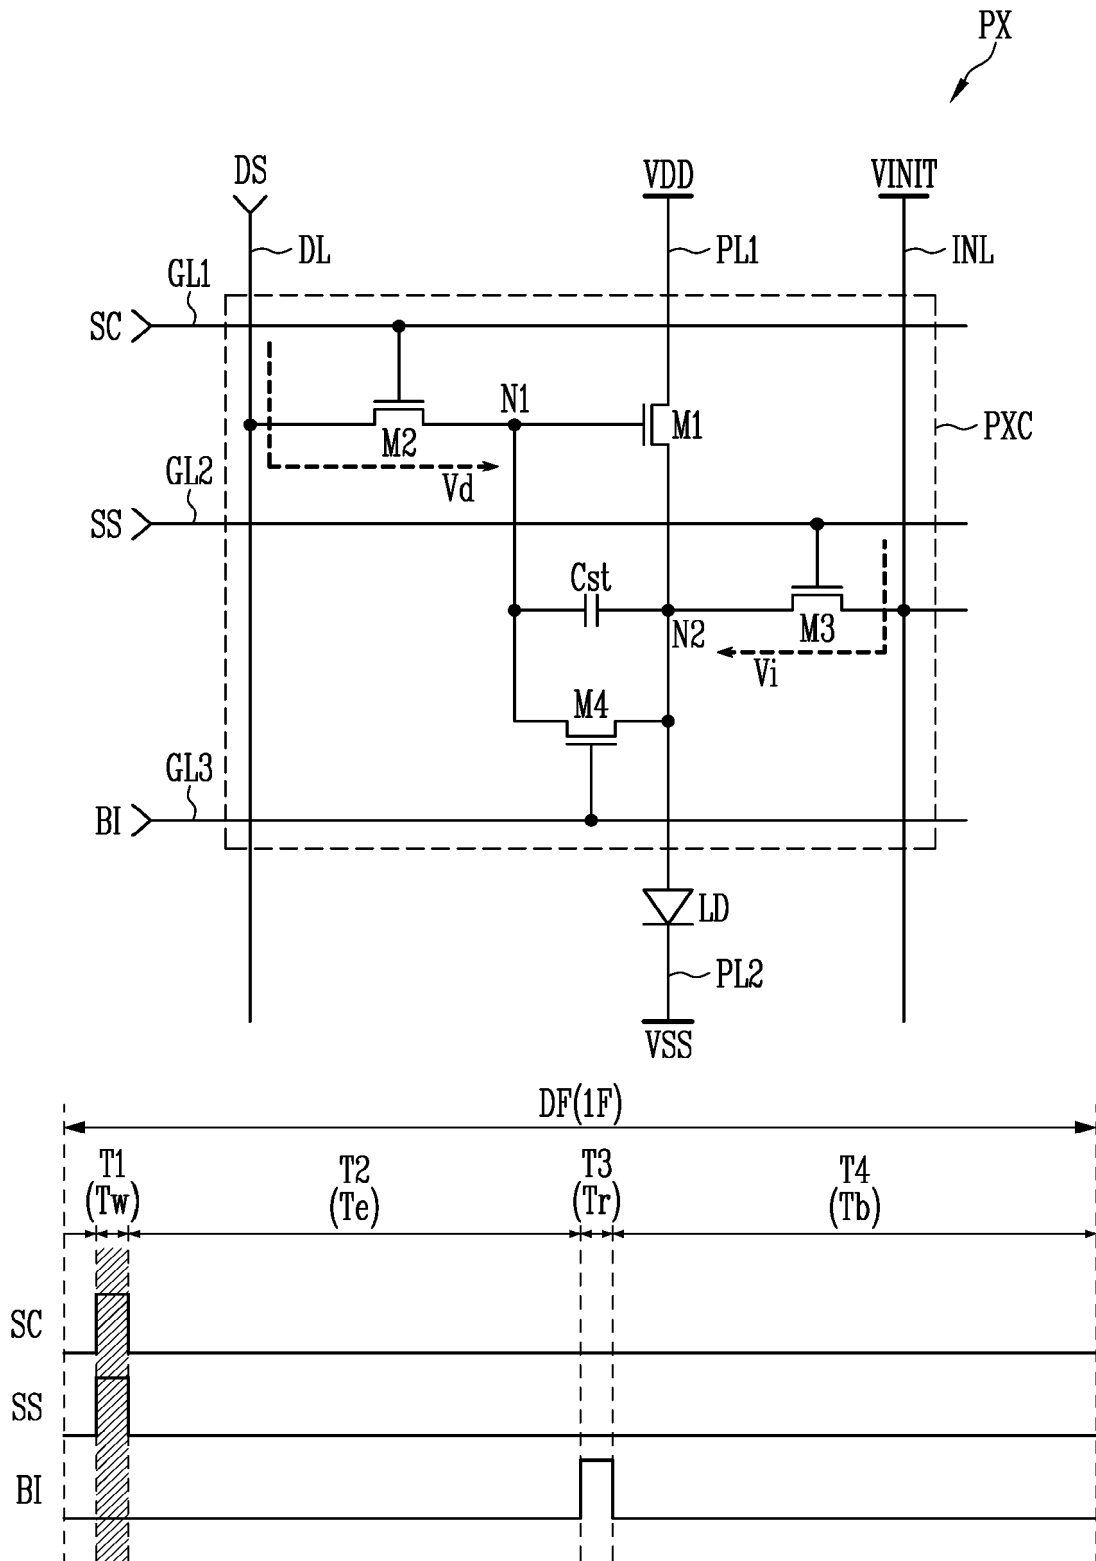 PX
DS
VDD
VINIT
DL
PL1
INL
GL1
SC
N1
M1
M2
PXC
GL2
Vd
SS
Cst
N2
M3
Vi
M4
GL3
BI
LD
PL2
VSS
DF(1F)
T1
(Tw)
T2
(Te)
T3
(Tr)
T4
(Tb)
SC
SS
BI